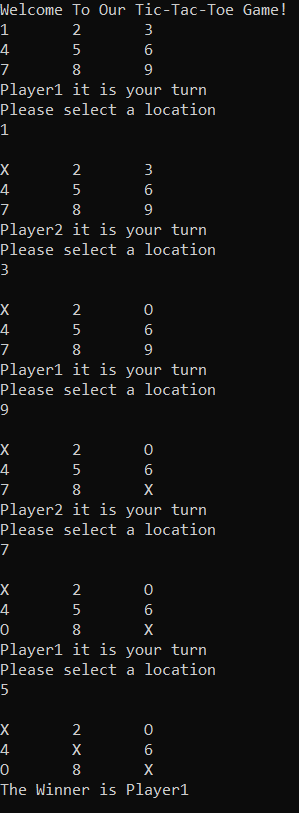 Welcome To Our Tic-Tac-Toe Game!
1 2 3
4 5 6
7 8 9
Player1 it is your turn
Please select a location
1
X 2 3
4 5 6
7 8 9
Player2 it is your turn
Please select a location
3
X 2 O
4 5 6
7 8 9
Player1 it is your turn
Please select a location
9
X 2 O
4 5 6
7 8 X
Player2 it is your turn
Please select a location
7
X 2 O
4 5 6
O 8 X
Player1 it is your turn
Please select a location
5
X 2 O
4 X 6
O 8 X
The Winner is Player1